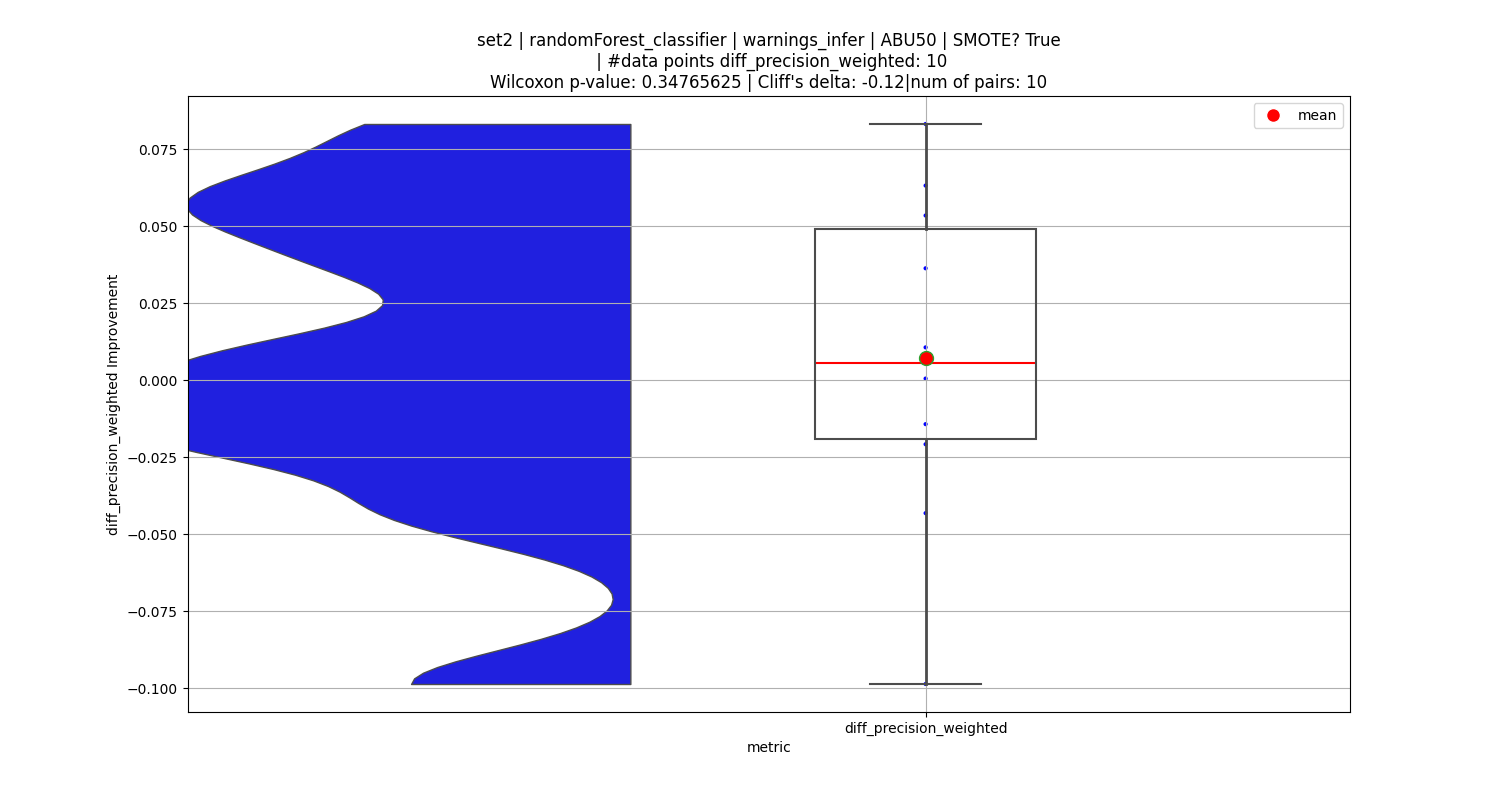 set2 | randomForest_classifier | warnings_infer | ABU50 | SMOTE? True
| #data points diff_precision_weighted: 10
Wilcoxon p-value: 0.34765625 | Cliff's delta: -0.12|num of pairs: 10
mean
0.075
0.050
0.025
0.000
−0.025
−0.050
−0.075
−0.100
diff_precision_weighted Improvement
diff_precision_weighted
metric